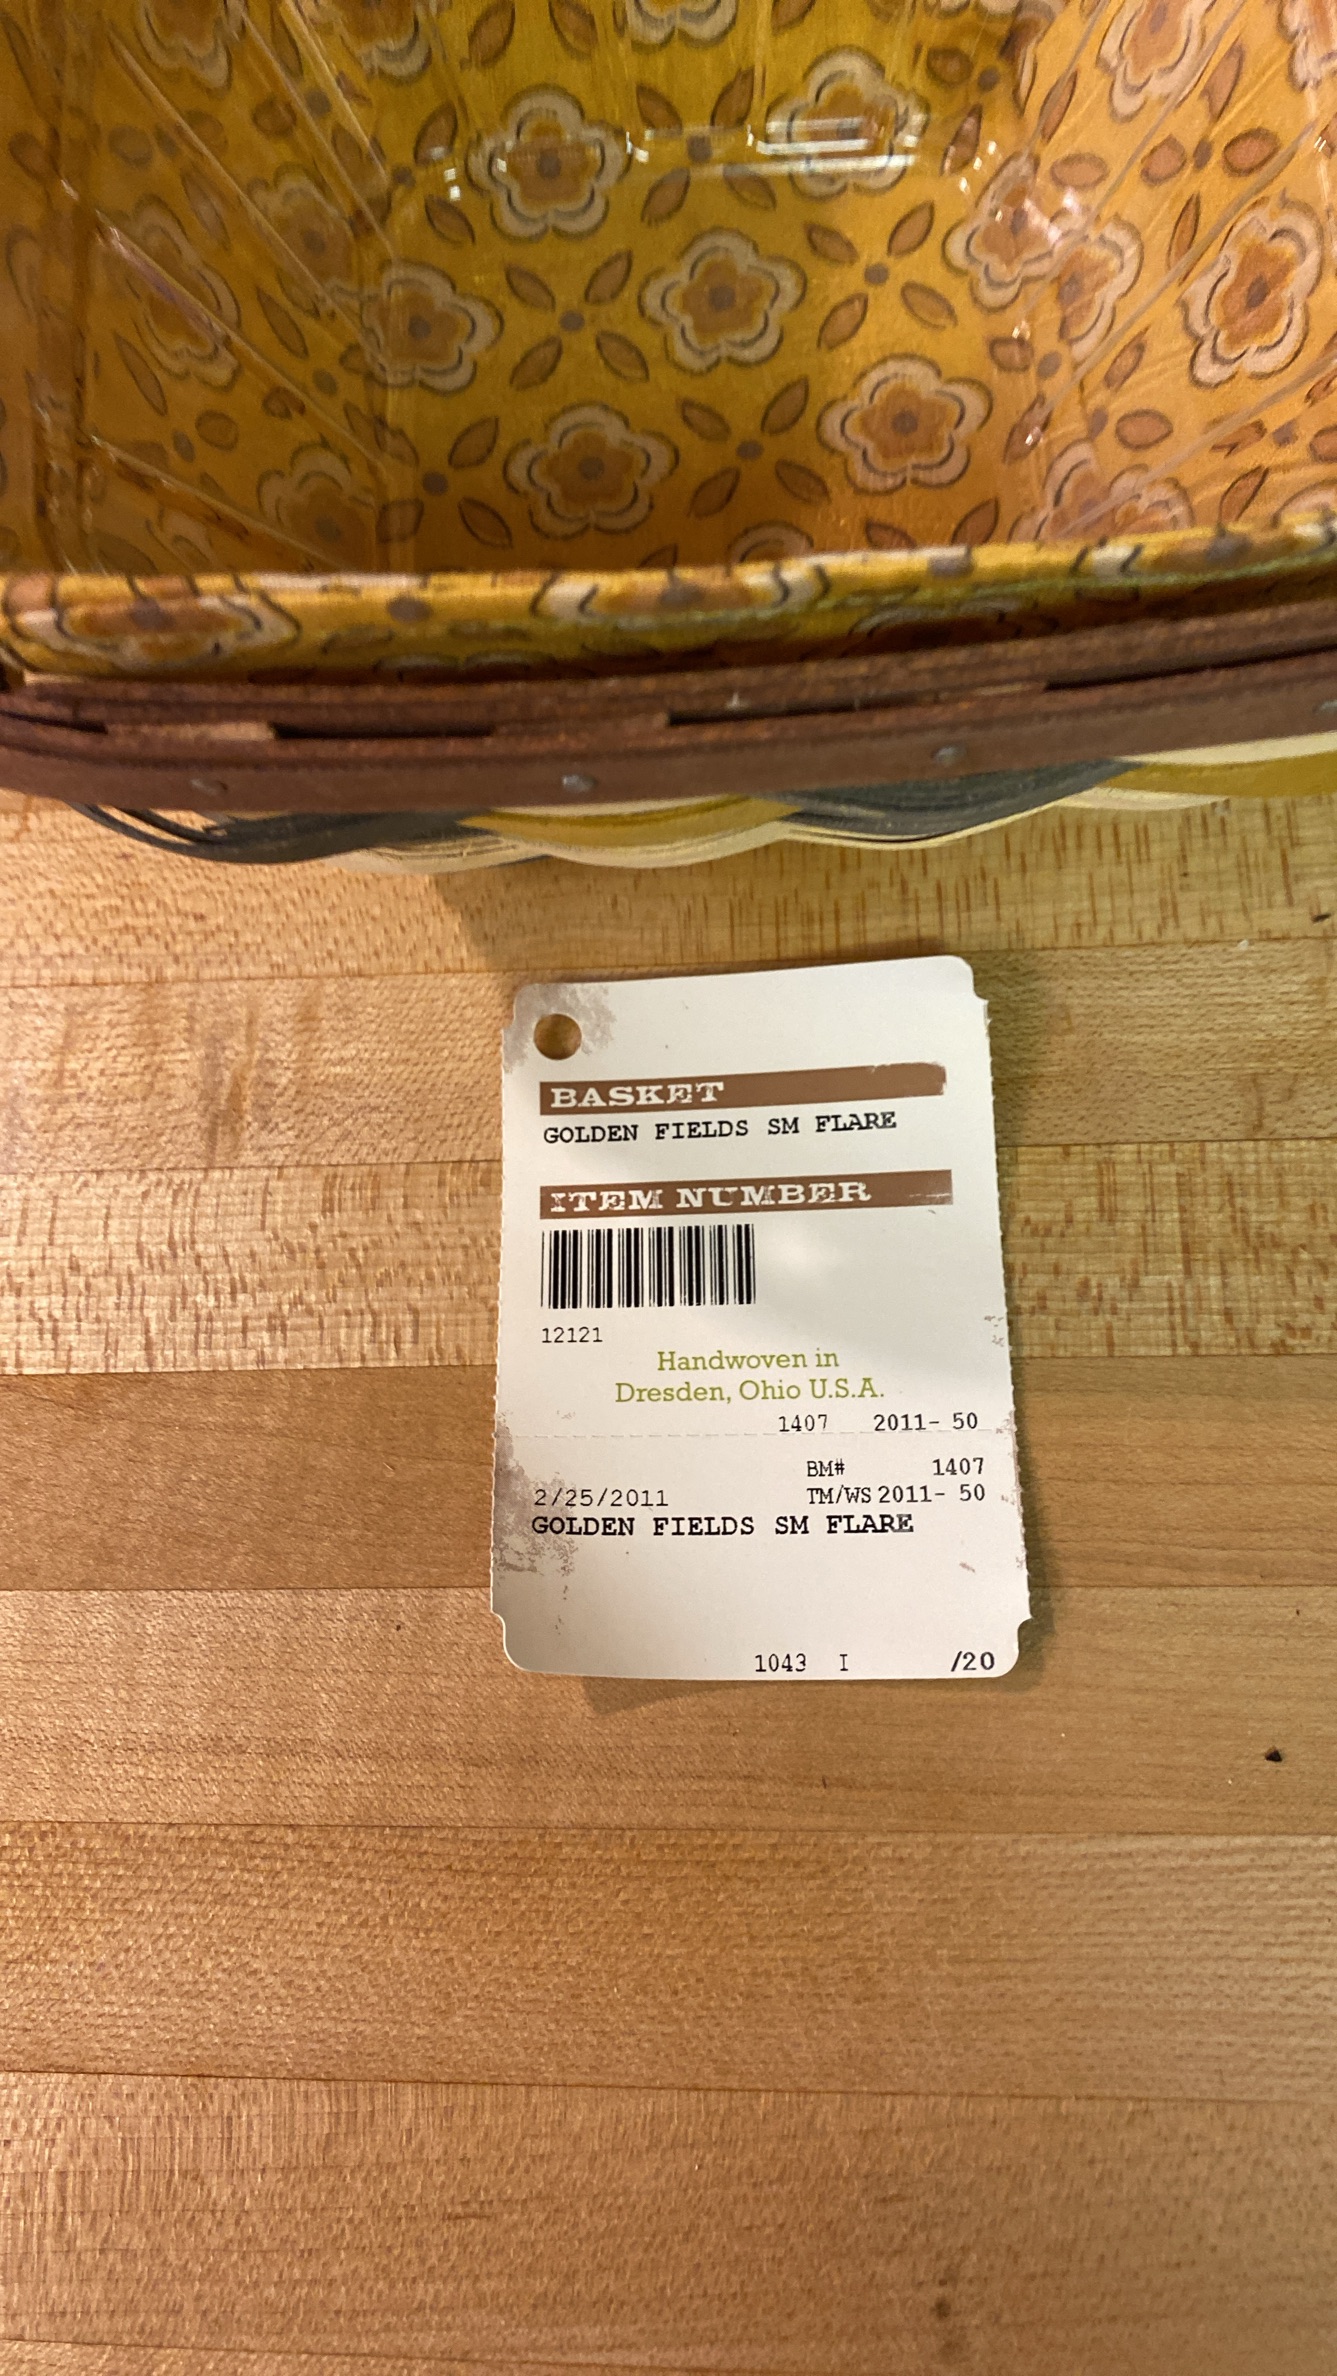 BASKET
GOLDEN FIELDS SM FLARE
ITEM NUMBER
12121
Handwoven in
Dresden, Ohio U.S.A.
1407 2011- 50
BM# 1407
2/25/2011 TM/WS 2011- 50
GOLDEN FIELDS SM FLARE
1043 I /20